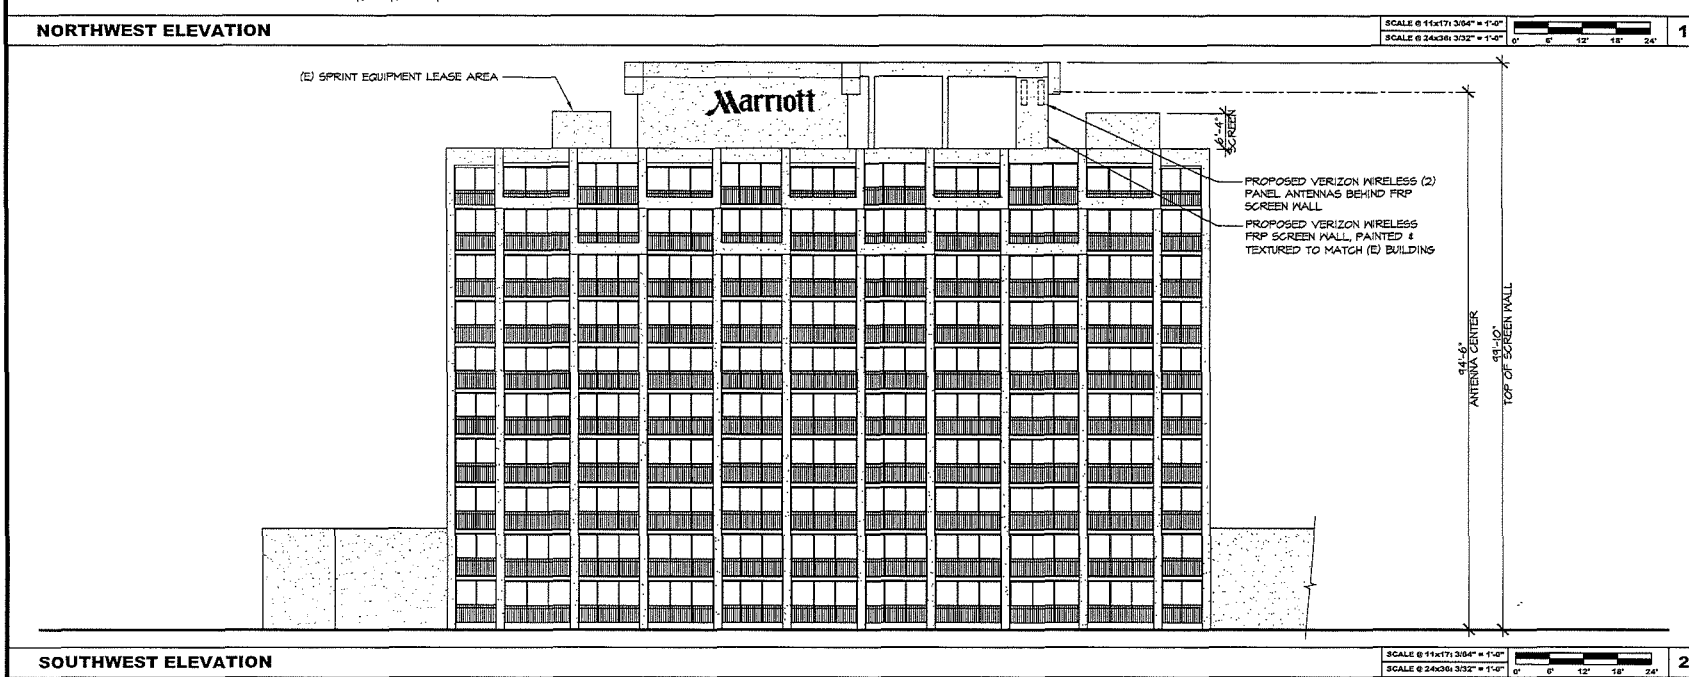 NORTHWEST ELEVATION
SCALE @ 11x17: 3/64" = 1'-0"
SCALE @ 24x36: 3/32" = 1'-0"
0' 6' 12' 18' 24'
1
(E) SPRINT EQUIPMENT LEASE AREA
Marriott
6'-4"
SCREEN
PROPOSED VERIZON WIRELESS (2)
PANEL ANTENNAS BEHIND FRP
SCREEN WALL
PROPOSED VERIZON WIRELESS
FRP SCREEN WALL, PAINTED &
TEXTURED TO MATCH (E) BUILDING
94'-6"
ANTENNA CENTER
99'-10"
TOP OF SCREEN WALL
SOUTHWEST ELEVATION
SCALE @ 11x17: 3/64" = 1'-0"
SCALE @ 24x36: 3/32" = 1'-0"
0' 6' 12' 18' 24'
2